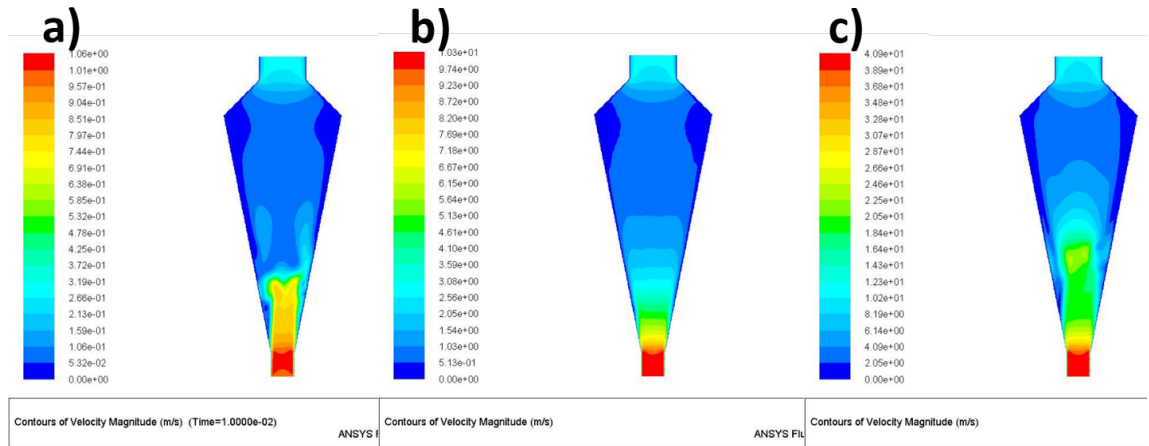 a)
1.06e+00
1.01e+00
9.57e-01
9.04e-01
8.51e-01
7.97e-01
7.44e-01
6.91e-01
6.38e-01
5.85e-01
5.32e-01
4.78e-01
4.25e-01
3.72e-01
3.19e-01
2.66e-01
2.13e-01
1.59e-01
1.06e-01
5.32e-02
0.00e+00
Contours of Velocity Magnitude (m/s) (Time=1.0000e-02)
ANSYS F
b)
1.03e+01
9.74e+00
9.23e+00
8.72e+00
8.20e+00
7.69e+00
7.18e+00
6.67e+00
6.15e+00
5.64e+00
5.13e+00
4.61e+00
4.10e+00
3.59e+00
3.08e+00
2.56e+00
2.05e+00
1.54e+00
1.03e+00
5.13e-01
0.00e+00
Contours of Velocity Magnitude (m/s)
ANSYS Flu
c)
4.09e+01
3.89e+01
3.68e+01
3.48e+01
3.28e+01
3.07e+01
2.87e+01
2.66e+01
2.46e+01
2.25e+01
2.05e+01
1.84e+01
1.64e+01
1.43e+01
1.23e+01
1.02e+01
8.19e+00
6.14e+00
4.09e+00
2.05e+00
0.00e+00
Contours of Velocity Magnitude (m/s)